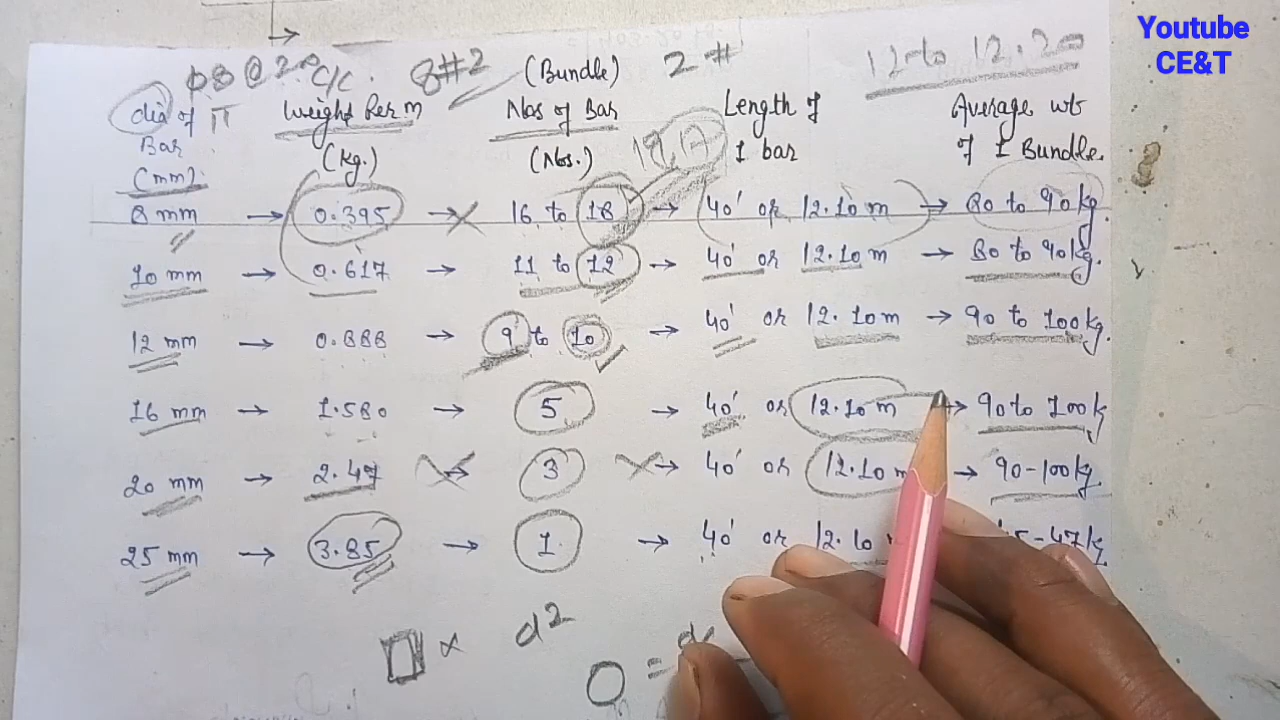 Youtube
CE&T
ϕ8 @ 2.0 C/C. 8#2 (Bundle) 2# 12 to 12.20
dia of Π Weight Per m Nos of Bar Length of Average wt
Bar (Kg.) (Nos.) 18,17 1 bar of 1 Bundle.
(mm).
8 mm → 0.395 → 16 to 18 → 40' or 12.10 m → 80 to 90 kg.
10 mm → 0.617 → 11 to 12 → 40' or 12.10 m → 80 to 90 kg.
12 mm → 0.888 → 9 to 10 → 40' or 12.10 m → 90 to 100 kg.
16 mm → 1.580 → 5 → 40' or 12.10 m → 90 to 100 k
20 mm → 2.47 → 3 → 40' or 12.10 m → 90-100 kg.
25 mm → 3.85 → 1 → 40' or 12.10 5-47 k
d²
=